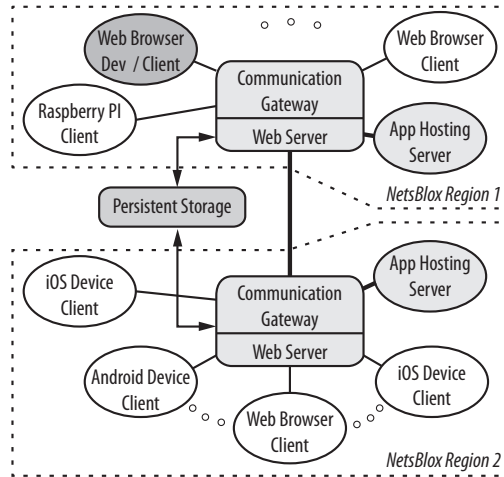 Web Browser
Dev / Client
Web Browser
Client
Communication
Gateway
Raspberry PI
Client
Web Server
App Hosting
Server
NetsBlox Region 1
Persistent Storage
App Hosting
Server
iOS Device
Client
Communication
Gateway
Web Server
Android Device
Client
iOS Device
Client
Web Browser
Client
NetsBlox Region 2